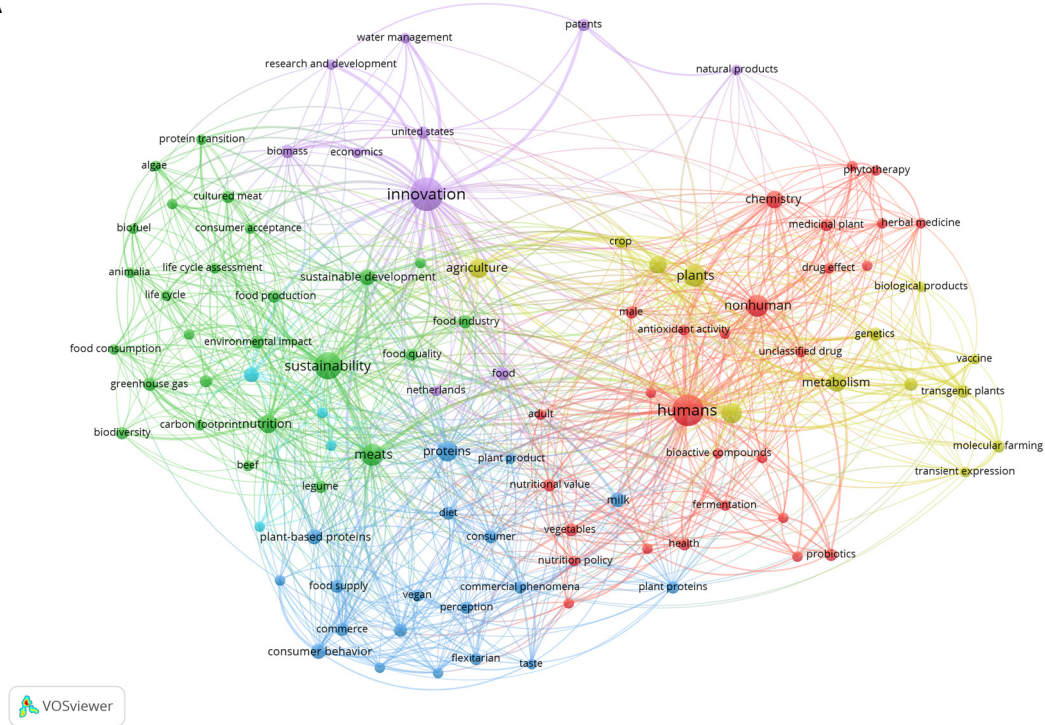 patents
water management
research and development
natural products
united states
protein transition
biomass
economics
algae
phytotherapy
cultured meat
innovation
chemistry
biofuel
consumer acceptance
medicinal plant
herbal medicine
crop
animalia
life cycle assessment
sustainable development
agriculture
plants
drug effect
biological products
life cycle
food production
nonhuman
male
food industry
antioxidant activity
genetics
environmental impact
food consumption
food quality
unclassified drug
vaccine
sustainability
food
greenhouse gas
netherlands
metabolism
transgenic plants
humans
adult
carbon footprint
nutrition
biodiversity
molecular farming
meats
proteins
plant product
bioactive compounds
beef
transient expression
legume
nutritional value
milk
fermentation
diet
vegetables
plant-based proteins
consumer
health
probiotics
nutrition policy
food supply
commercial phenomena
plant proteins
vegan
perception
commerce
consumer behavior
flexitarian
taste
VOSviewer